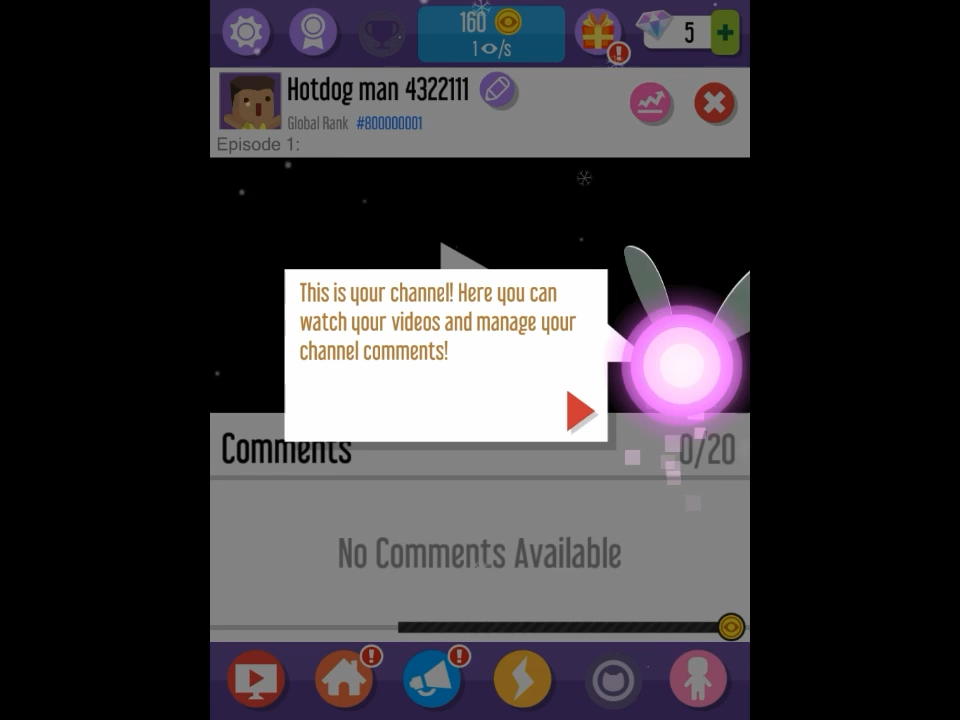 160
1 /s
5
Hotdog man 4322111
Global Rank #800000001
Episode 1:
This is your channel! Here you can
watch your videos and manage your
channel comments!
Comments 0/20
No Comments Available